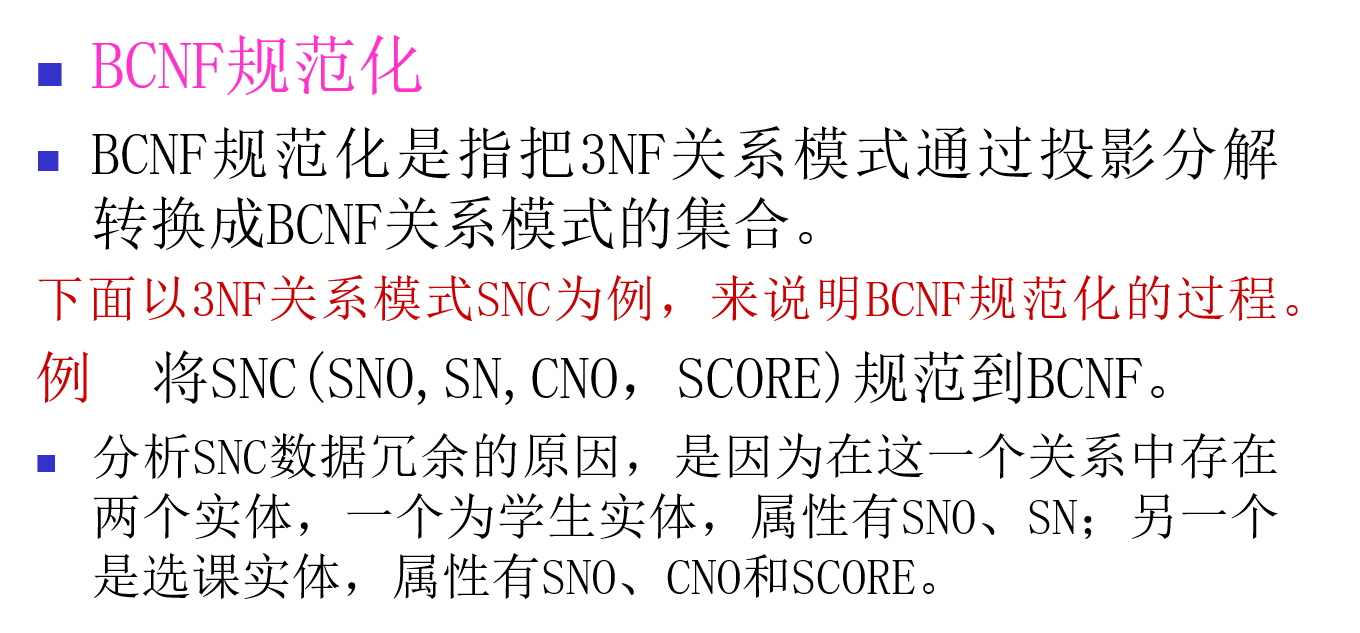 ■ BCNF规范化
■ BCNF规范化是指把3NF关系模式通过投影分解
转换成BCNF关系模式的集合。
下面以3NF关系模式SNC为例，来说明BCNF规范化的过程。
例 将SNC(SNO,SN,CNO，SCORE)规范到BCNF。
■ 分析SNC数据冗余的原因，是因为在这一个关系中存在
两个实体，一个为学生实体，属性有SNO、SN；另一个
是选课实体，属性有SNO、CNO和SCORE。